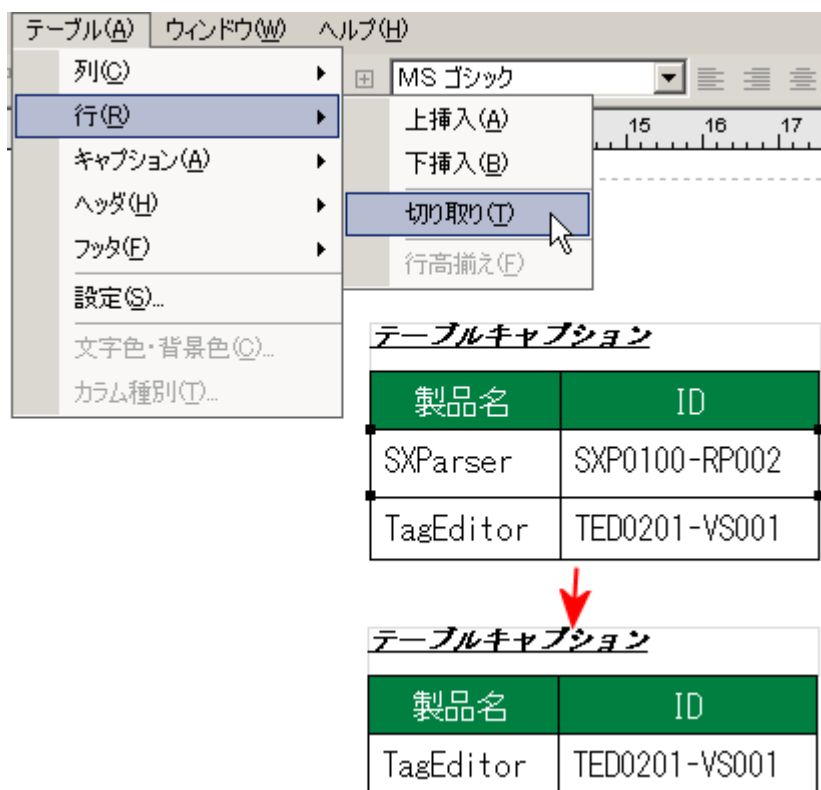 テーブル(A) ウィンドウ(W) ヘルプ(H)
列(C)
行(R)
キャプション(A)
ヘッダ(H)
フッタ(F)
設定(S)...
文字色・背景色(C)...
カラム種別(T)...
MS ゴシック
上挿入(A)
下挿入(B)
切り取り(T)
行高揃え(F)
15 16 17
テーブルキャプション
製品名 ID
SXParser SXP0100-RP002
TagEditor TED0201-VS001
テーブルキャプション
製品名 ID
TagEditor TED0201-VS001